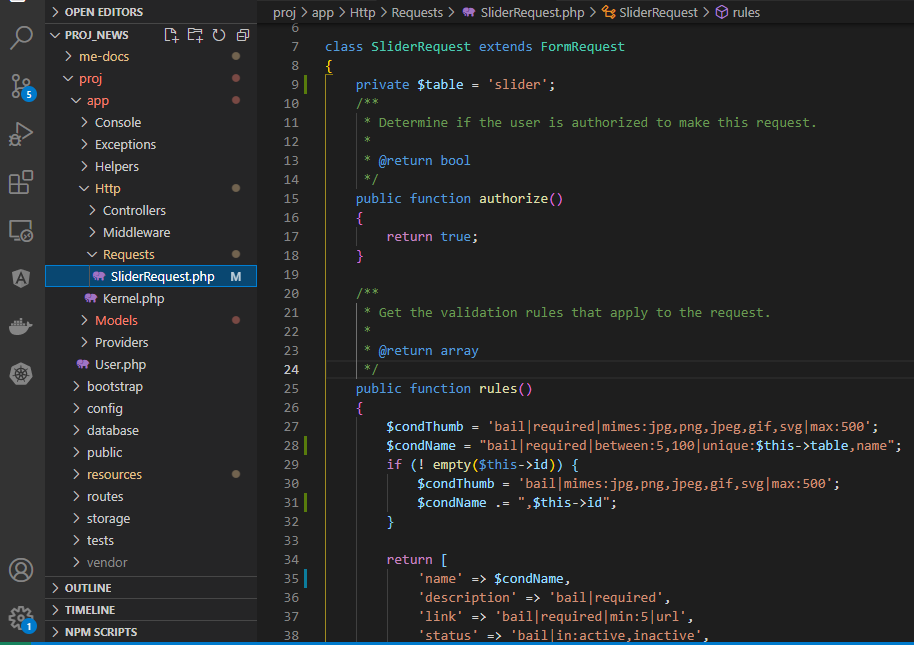 OPEN EDITORS
PROJ_NEWS
me-docs
proj
app
Console
Exceptions
Helpers
Http
Controllers
Middleware
Requests
SliderRequest.php M
Kernel.php
Models
Providers
User.php
bootstrap
config
database
public
resources
routes
storage
tests
vendor
OUTLINE
TIMELINE
NPM SCRIPTS
5
1
proj > app > Http > Requests > SliderRequest.php > SliderRequest > rules
6
7 class SliderRequest extends FormRequest
8 {
9 private $table = 'slider';
10 /**
11 * Determine if the user is authorized to make this request.
12 *
13 * @return bool
14 */
15 public function authorize()
16 {
17 return true;
18 }
19
20 /**
21 * Get the validation rules that apply to the request.
22 *
23 * @return array
24 */
25 public function rules()
26 {
27 $condThumb = 'bail|required|mimes:jpg,png,jpeg,gif,svg|max:500';
28 $condName = "bail|required|between:5,100|unique:$this->table,name";
29 if (! empty($this->id)) {
30 $condThumb = 'bail|mimes:jpg,png,jpeg,gif,svg|max:500';
31 $condName .= ",$this->id";
32 }
33
34 return [
35 'name' => $condName,
36 'description' => 'bail|required',
37 'link' => 'bail|required|min:5|url',
38 'status' => 'bail|in:active,inactive',